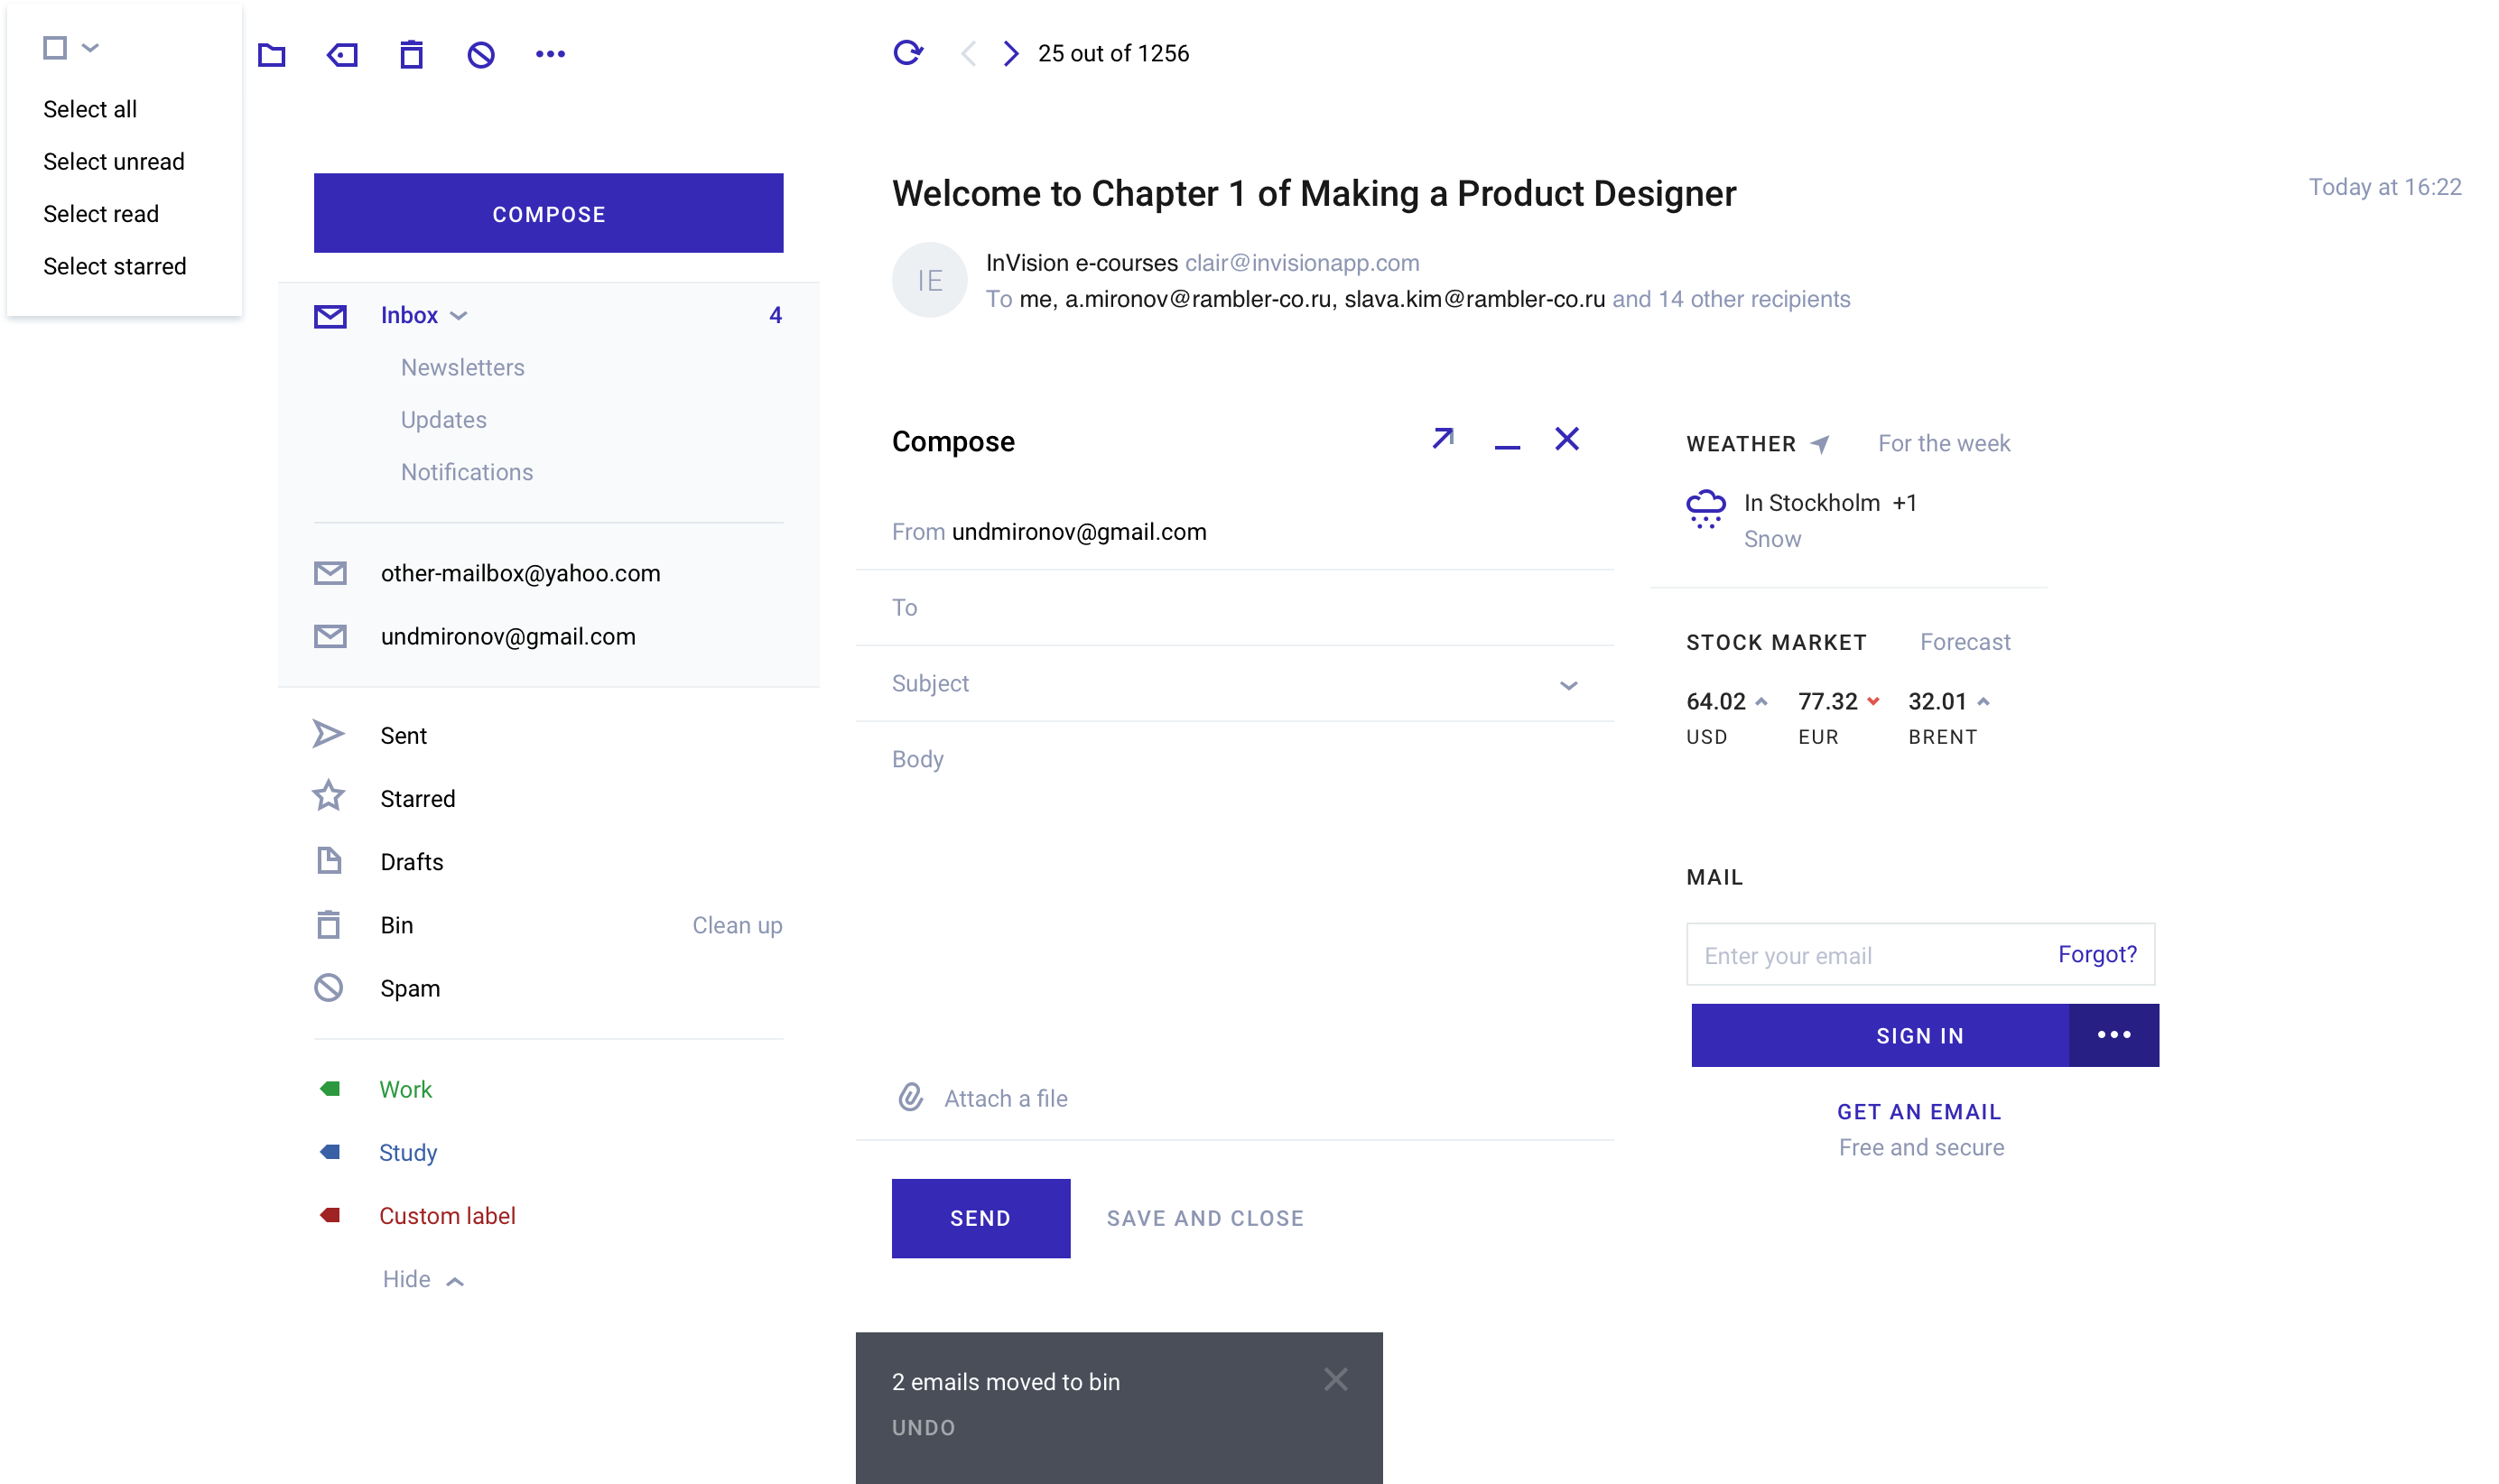 Select all
Select unread
Select read
Select starred
25 out of 1256
COMPOSE
Inbox 4
Newsletters
Updates
Notifications
other-mailbox@yahoo.com
undmironov@gmail.com
Sent
Starred
Drafts
Bin Clean up
Spam
Work
Study
Custom label
Hide
Welcome to Chapter 1 of Making a Product Designer
Today at 16:22
IE
InVision e-courses clair@invisionapp.com
To me, a.mironov@rambler-co.ru, slava.kim@rambler-co.ru and 14 other recipients
Compose
From undmironov@gmail.com
To
Subject
Body
Attach a file
SEND SAVE AND CLOSE
2 emails moved to bin
UNDO
WEATHER For the week
In Stockholm +1
Snow
STOCK MARKET Forecast
64.02 77.32 32.01
USD EUR BRENT
MAIL
Enter your email Forgot?
SIGN IN
GET AN EMAIL
Free and secure